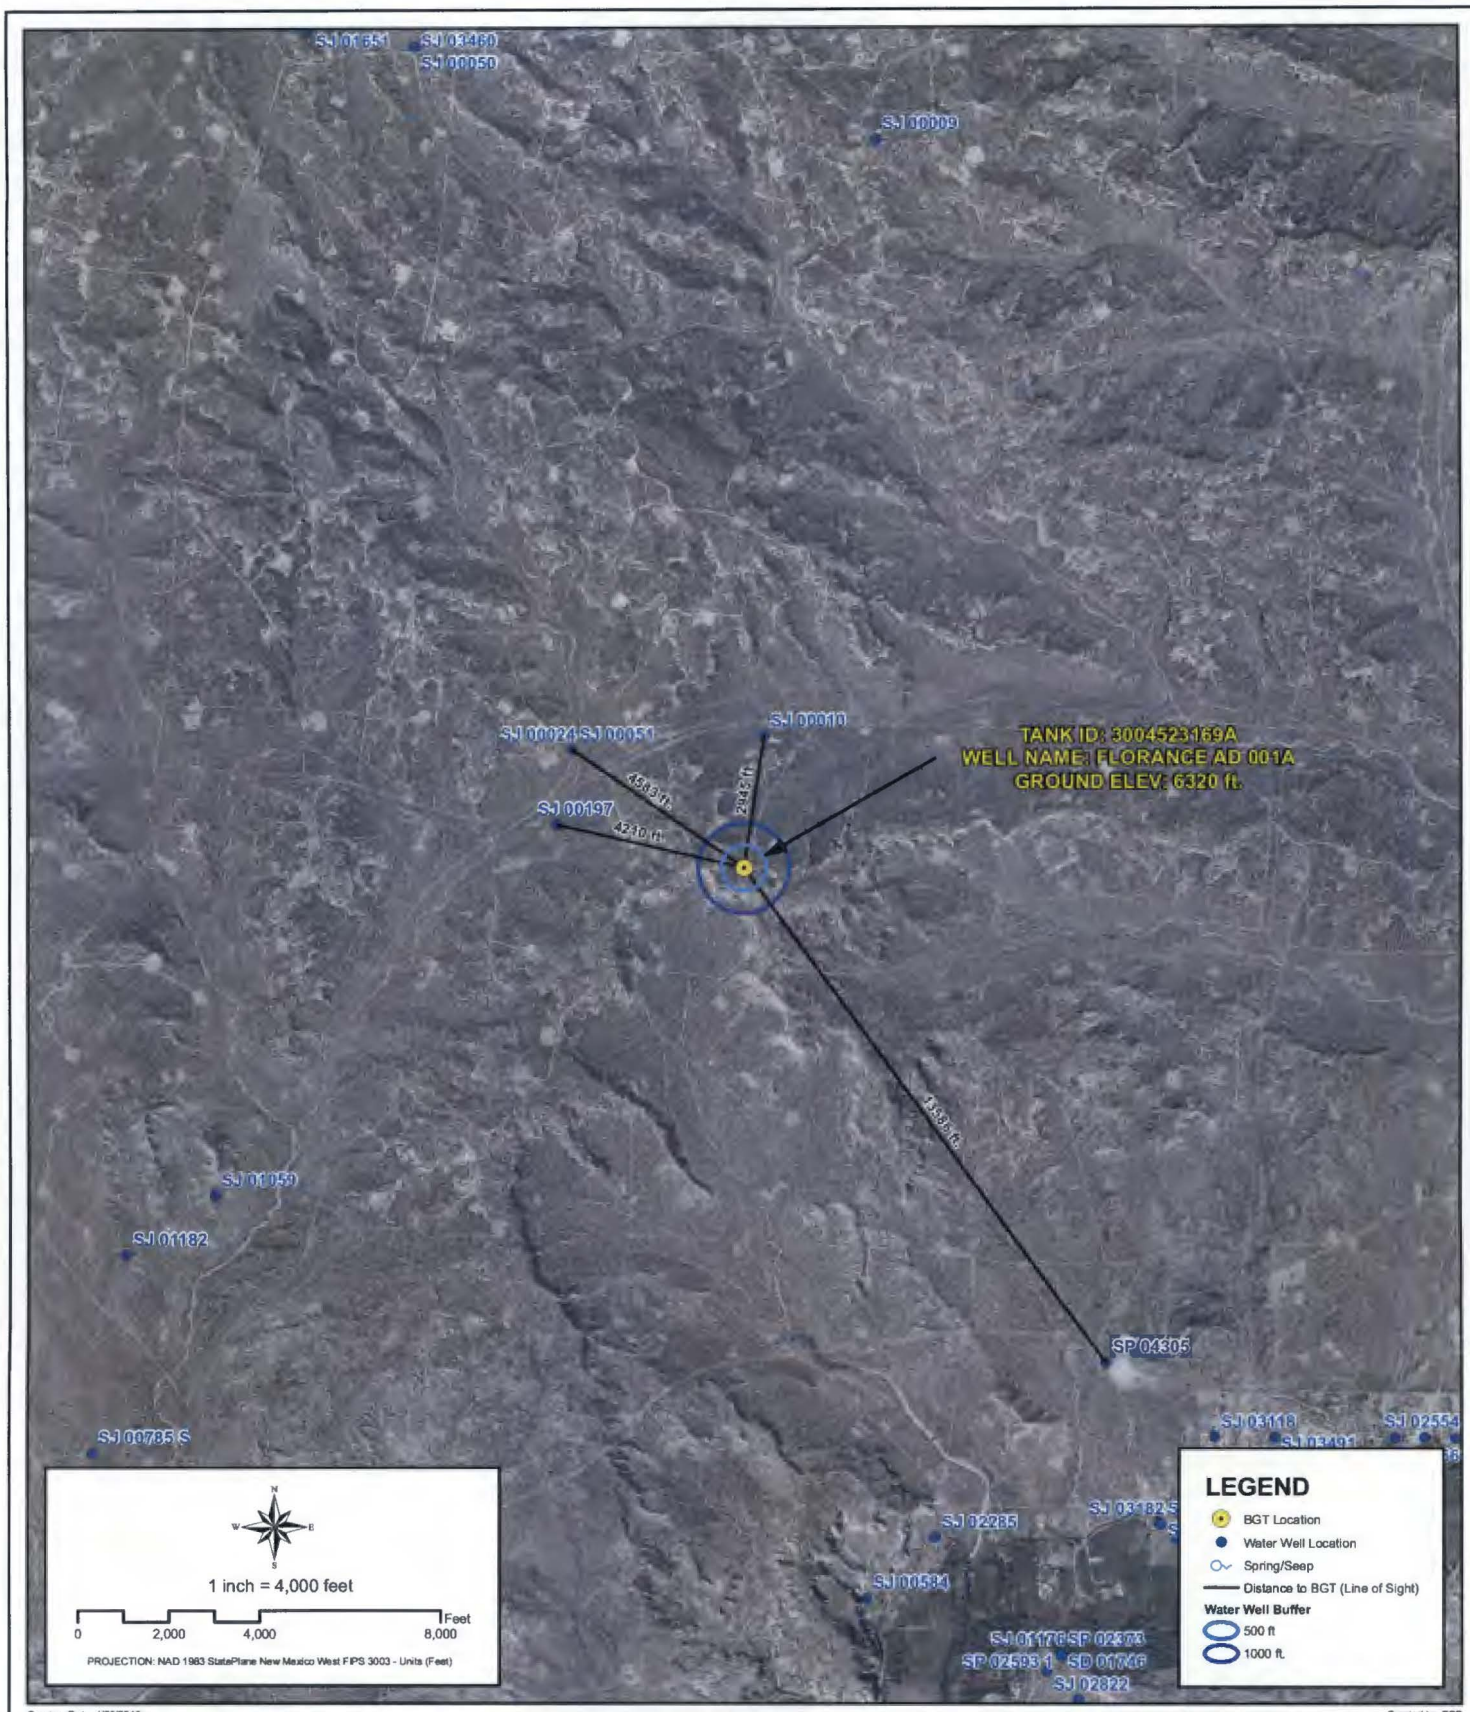 SJ 01651
SJ 03460
SJ 00050
SJ 00009
SJ 00024 SJ 00051
SJ 00010
TANK ID: 3004523169A
WELL NAME: FLORANCE AD 001A
GROUND ELEV: 6320 ft.
4583 ft.
2945 ft.
SJ 00197
4210 ft.
SJ 01059
SJ 01182
SP 04305
SJ 00785 S
SJ 03118
SJ 02554
SJ 03491
SJ 03182
SJ 02285
SJ 00584
SJ 01176 SP 02373
SP 02593 1 SD 01746
SJ 02822
N
W E
S
1 inch = 4,000 feet
Feet
0 2,000 4,000 8,000
PROJECTION: NAD 1983 StatePlane New Mexico West FIPS 3003 - Units (Feet)
LEGEND
BGT Location
Water Well Location
Spring/Seep
Distance to BGT (Line of Sight)
Water Well Buffer
500 ft
1000 ft.